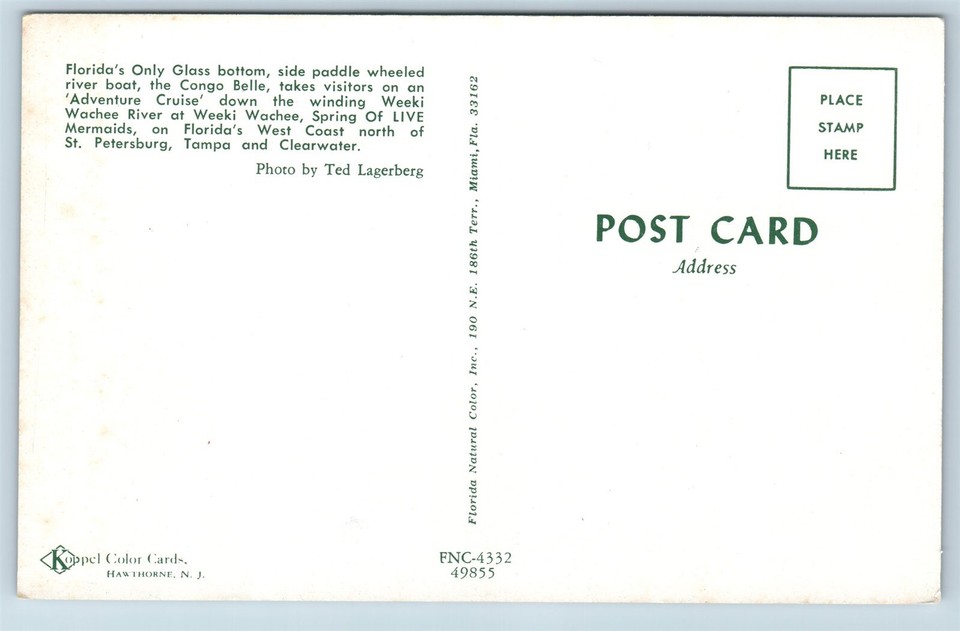 Florida's Only Glass bottom, side paddle wheeled
river boat, the Congo Belle, takes visitors on an
'Adventure Cruise' down the winding Weeki
Wachee River at Weeki Wachee, Spring Of LIVE
Mermaids, on Florida's West Coast north of
St. Petersburg, Tampa and Clearwater.
Photo by Ted Lagerberg
Florida Natural Color, Inc., 190 N.E. 186th Terr., Miami, Fla. 33162
PLACE
STAMP
HERE
POST CARD
Address
Koppel Color Cards,
HAWTHORNE, N. J.
FNC-4332
49855